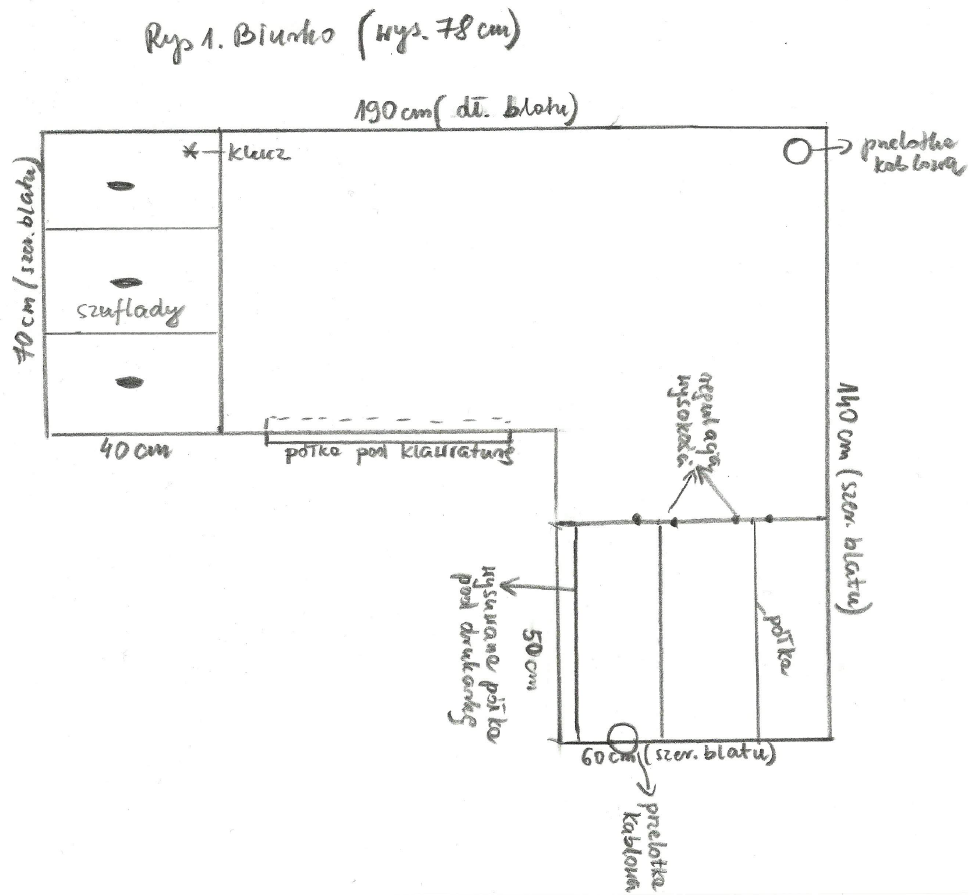 Rys 1. Biurko (wys. 78 cm)
190 cm (dł. blatu)
klucz
przelotka
kablowa
70 cm (szer. blatu)
szuflady
40 cm
półka pod klawiaturę
regulacja
wysokości
140 cm (szer. blatu)
wysuwane półka
pod drukarkę
50 cm
półka
60 cm (szer. blatu)
przelotka
kablowa